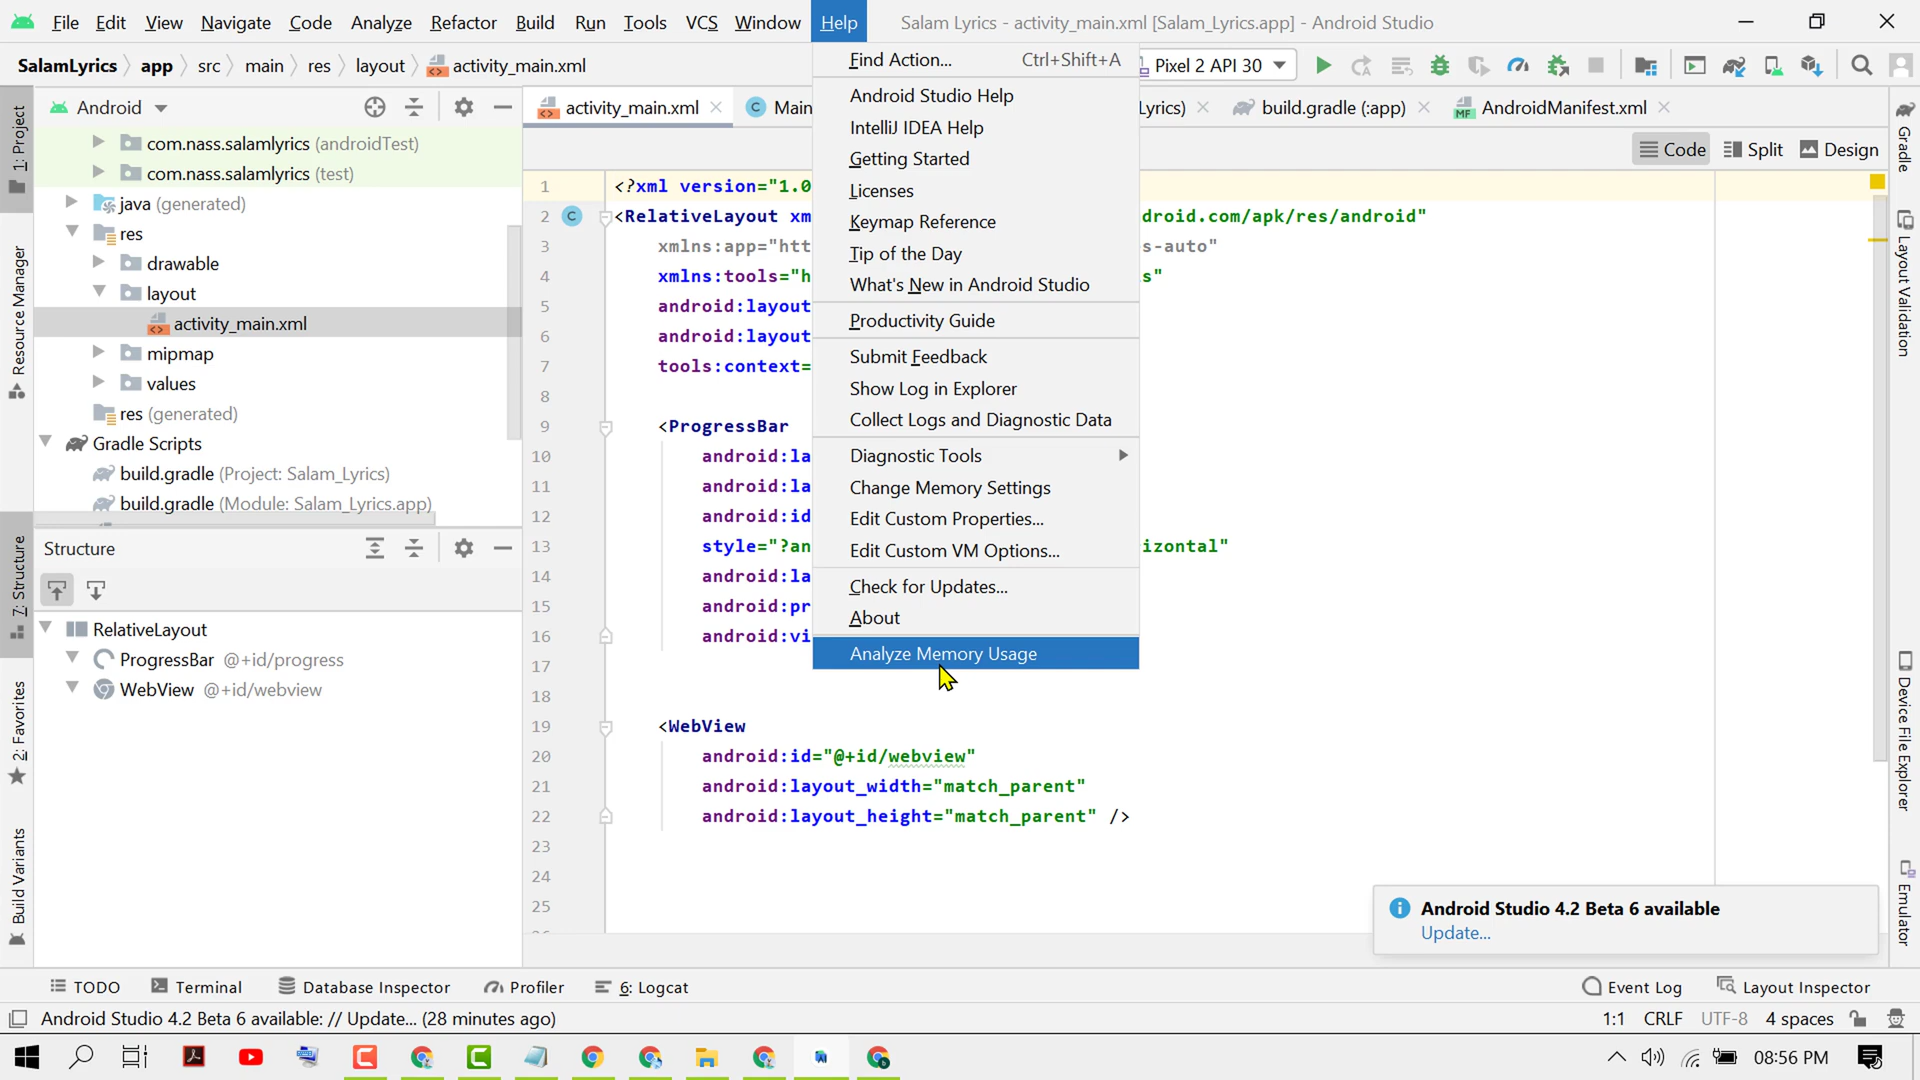 File Edit View Navigate Code Analyze Refactor Build Run Tools VCS Window Help Salam Lyrics - activity_main.xml [Salam_Lyrics.app] - Android Studio
SalamLyrics app src main res layout activity_main.xml Pixel 2 API 30
Android activity_main.xml Main Lyrics) build.gradle (:app) AndroidManifest.xml
Code Split Design
1: Project
Resource Manager
7: Structure
2: Favorites
Build Variants
com.nass.salamlyrics (androidTest)
com.nass.salamlyrics (test)
java (generated)
res
drawable
layout
activity_main.xml
mipmap
values
res (generated)
Gradle Scripts
build.gradle (Project: Salam_Lyrics)
build.gradle (Module: Salam_Lyrics.app)
Structure
RelativeLayout
ProgressBar @+id/progress
WebView @+id/webview
Find Action... Ctrl+Shift+A
Android Studio Help
IntelliJ IDEA Help
Getting Started
Licenses
Keymap Reference
Tip of the Day
What's New in Android Studio
Productivity Guide
Submit Feedback
Show Log in Explorer
Collect Logs and Diagnostic Data
Diagnostic Tools
Change Memory Settings
Edit Custom Properties...
Edit Custom VM Options...
Check for Updates...
About
Analyze Memory Usage
1 <?xml version="1.0
2 <RelativeLayout xm droid.com/apk/res/android"
3 xmlns:app="htt s-auto"
4 xmlns:tools="h s"
5 android:layout
6 android:layout
7 tools:context=
8
9 <ProgressBar
10 android:la
11 android:la
12 android:id
13 style="?an izontal"
14 android:la
15 android:pr
16 android:vi
17
18
19 <WebView
20 android:id="@+id/webview"
21 android:layout_width="match_parent"
22 android:layout_height="match_parent" />
23
24
25
Gradle
Layout Validation
Device File Explorer
Emulator
Android Studio 4.2 Beta 6 available
Update...
TODO Terminal Database Inspector Profiler 6: Logcat Event Log Layout Inspector
Android Studio 4.2 Beta 6 available: // Update... (28 minutes ago) 1:1 CRLF UTF-8 4 spaces
08:56 PM